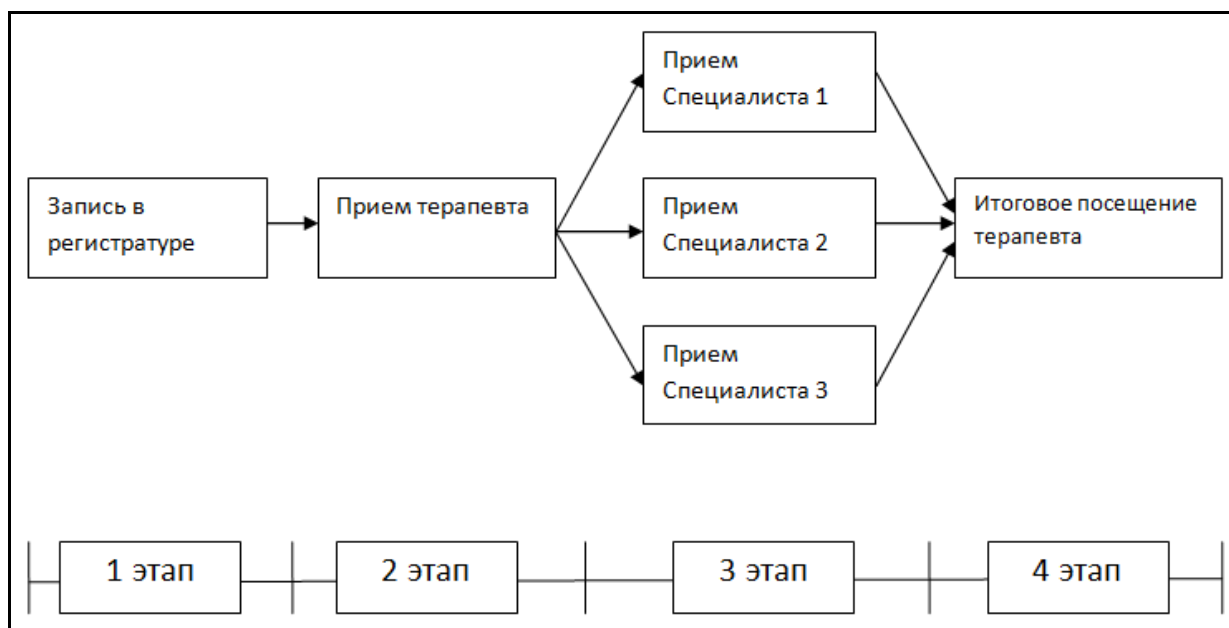 Прием
Специалиста 1
Запись в
регистратуре
Прием терапевта
Прием
Специалиста 2
Итоговое посещение
терапевта
Прием
Специалиста 3
1 этап
2 этап
3 этап
4 этап